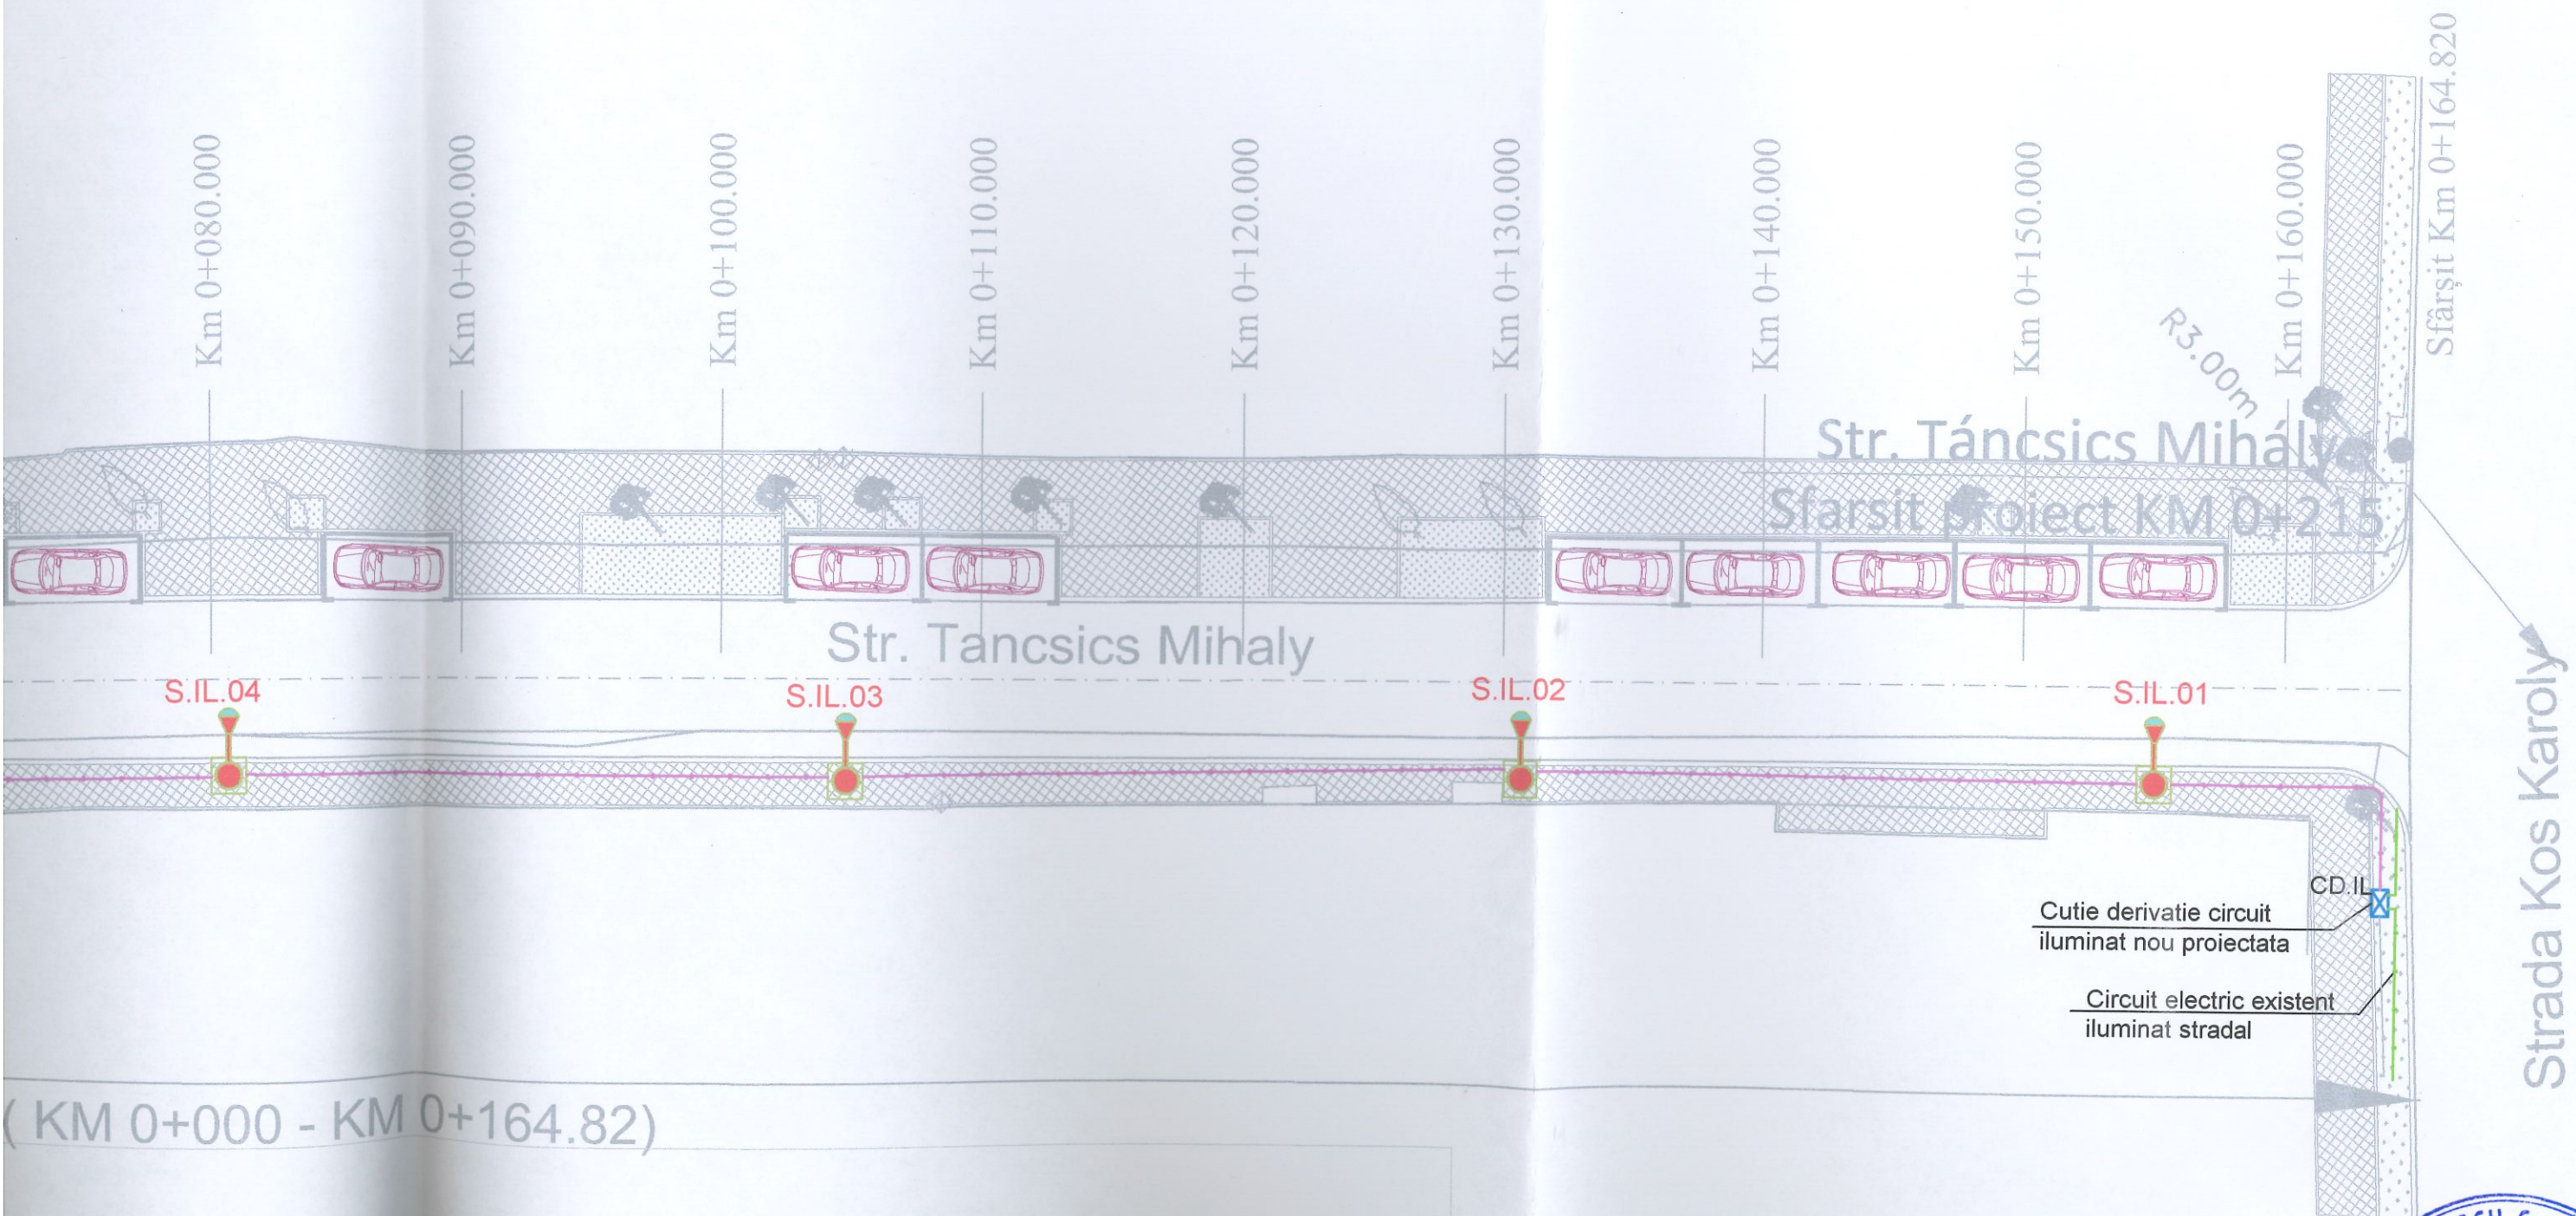 Km 0+080.000
Km 0+090.000
Km 0+100.000
Km 0+110.000
Km 0+120.000
Km 0+130.000
Km 0+140.000
Km 0+150.000
Km 0+160.000
Sfârșit Km 0+164.820
R3.00m
Str. Táncsics Mihály
Sfarsit proiect KM 0+215
Str. Tancsics Mihaly
S.IL.04
S.IL.03
S.IL.02
S.IL.01
Strada Kos Karoly
CD.IL
Cutie derivatie circuit
iluminat nou proiectata
Circuit electric existent
iluminat stradal
( KM 0+000 - KM 0+164.82)